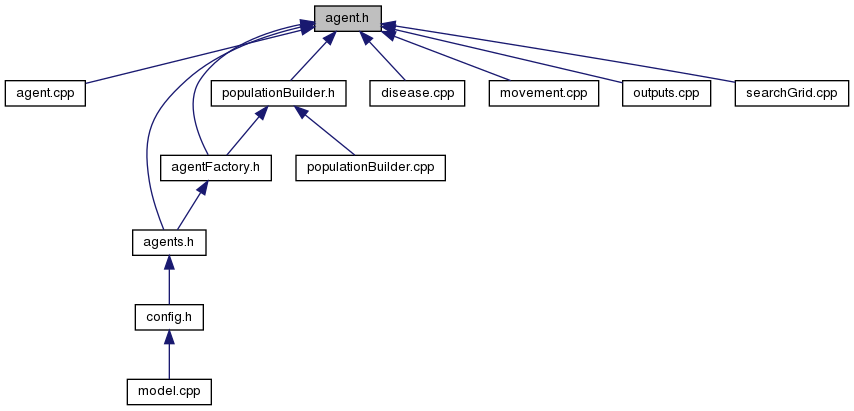 agent.h
agent.cpp
populationBuilder.h
disease.cpp
movement.cpp
outputs.cpp
searchGrid.cpp
agentFactory.h
populationBuilder.cpp
agents.h
config.h
model.cpp